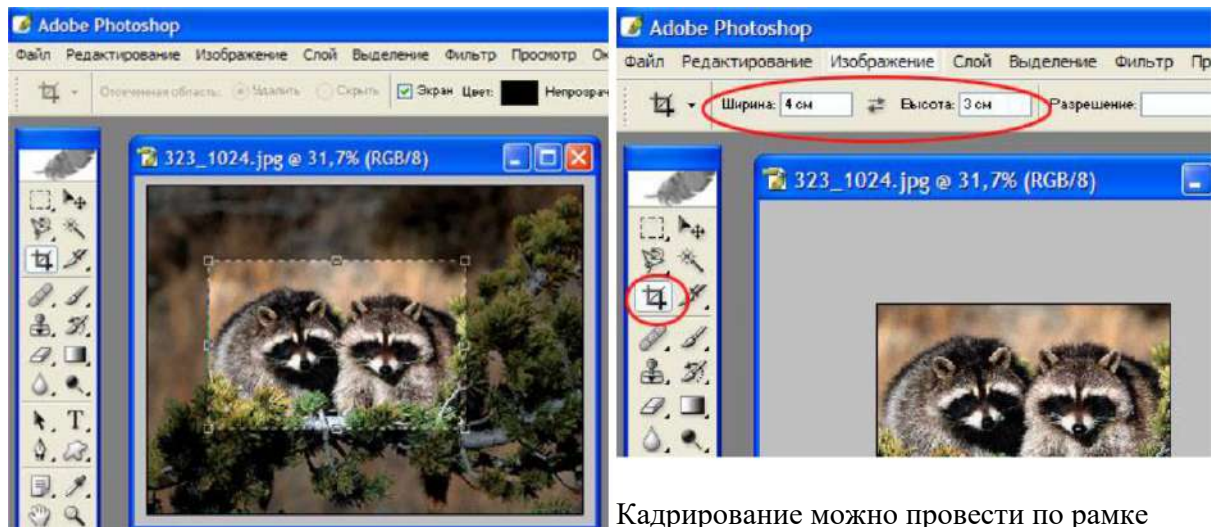 Adobe Photoshop
Файл Редактирование Изображение Слой Выделение Фильтр Просмотр Ок
Отсеченная область: Удалить Скрыть Экран Цвет: Непрозрач
323_1024.jpg @ 31,7% (RGB/8)
T
Adobe Photoshop
Файл Редактирование Изображение Слой Выделение Фильтр Пр
Ширина: 4 см Высота: 3 см Разрешение:
323_1024.jpg @ 31,7% (RGB/8)
Кадрирование можно провести по рамке